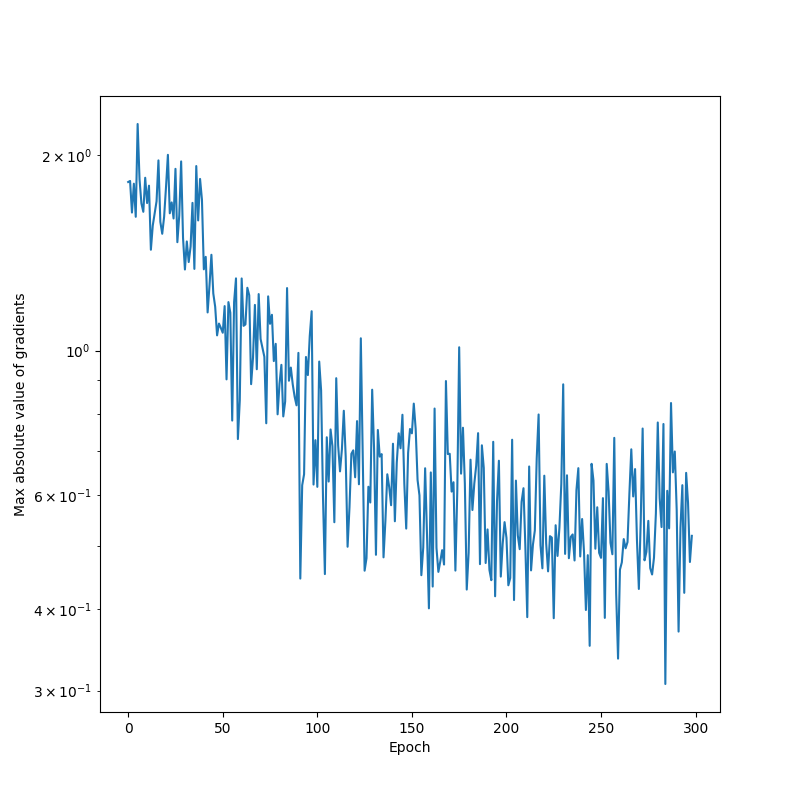 Max absolute value of gradients
2 × 10⁰
10⁰
6 × 10⁻¹
4 × 10⁻¹
3 × 10⁻¹
0 50 100 150 200 250 300
Epoch